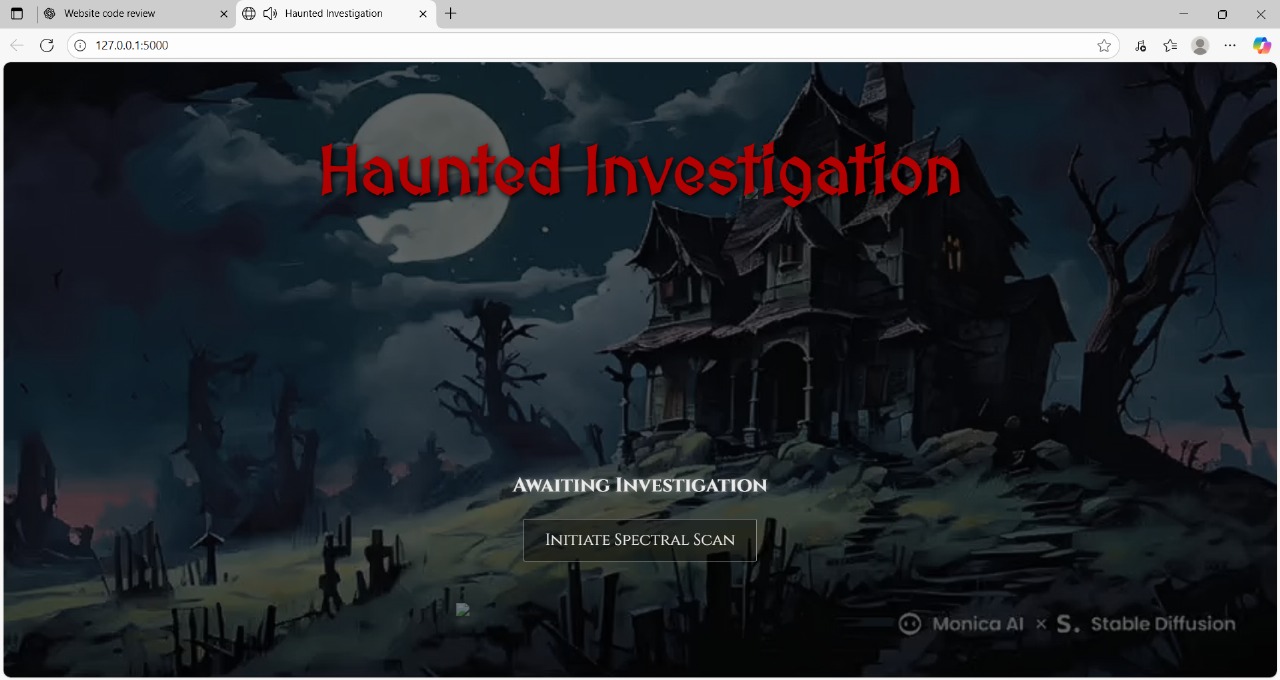 Website code review
Haunted Investigation
127.0.0.1:5000
Haunted Investigation
Awaiting Investigation
Initiate Spectral Scan
Monica AI × S. Stable Diffusion